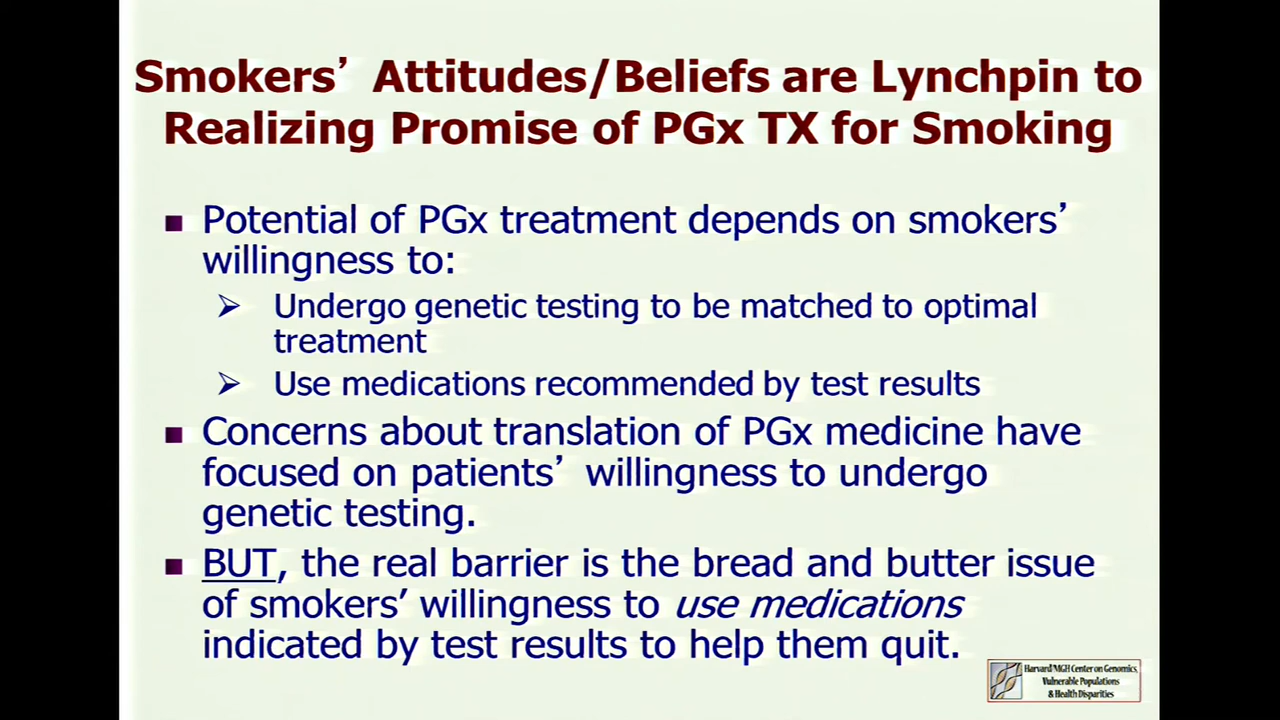 Smokers’ Attitudes/Beliefs are Lynchpin to
Realizing Promise of PGx TX for Smoking
■ Potential of PGx treatment depends on smokers’
willingness to:
➢ Undergo genetic testing to be matched to optimal
treatment
➢ Use medications recommended by test results
■ Concerns about translation of PGx medicine have
focused on patients’ willingness to undergo
genetic testing.
■ BUT, the real barrier is the bread and butter issue
of smokers’ willingness to use medications
indicated by test results to help them quit.
Harvard/MGH Center on Genomics,
Vulnerable Populations
& Health Disparities